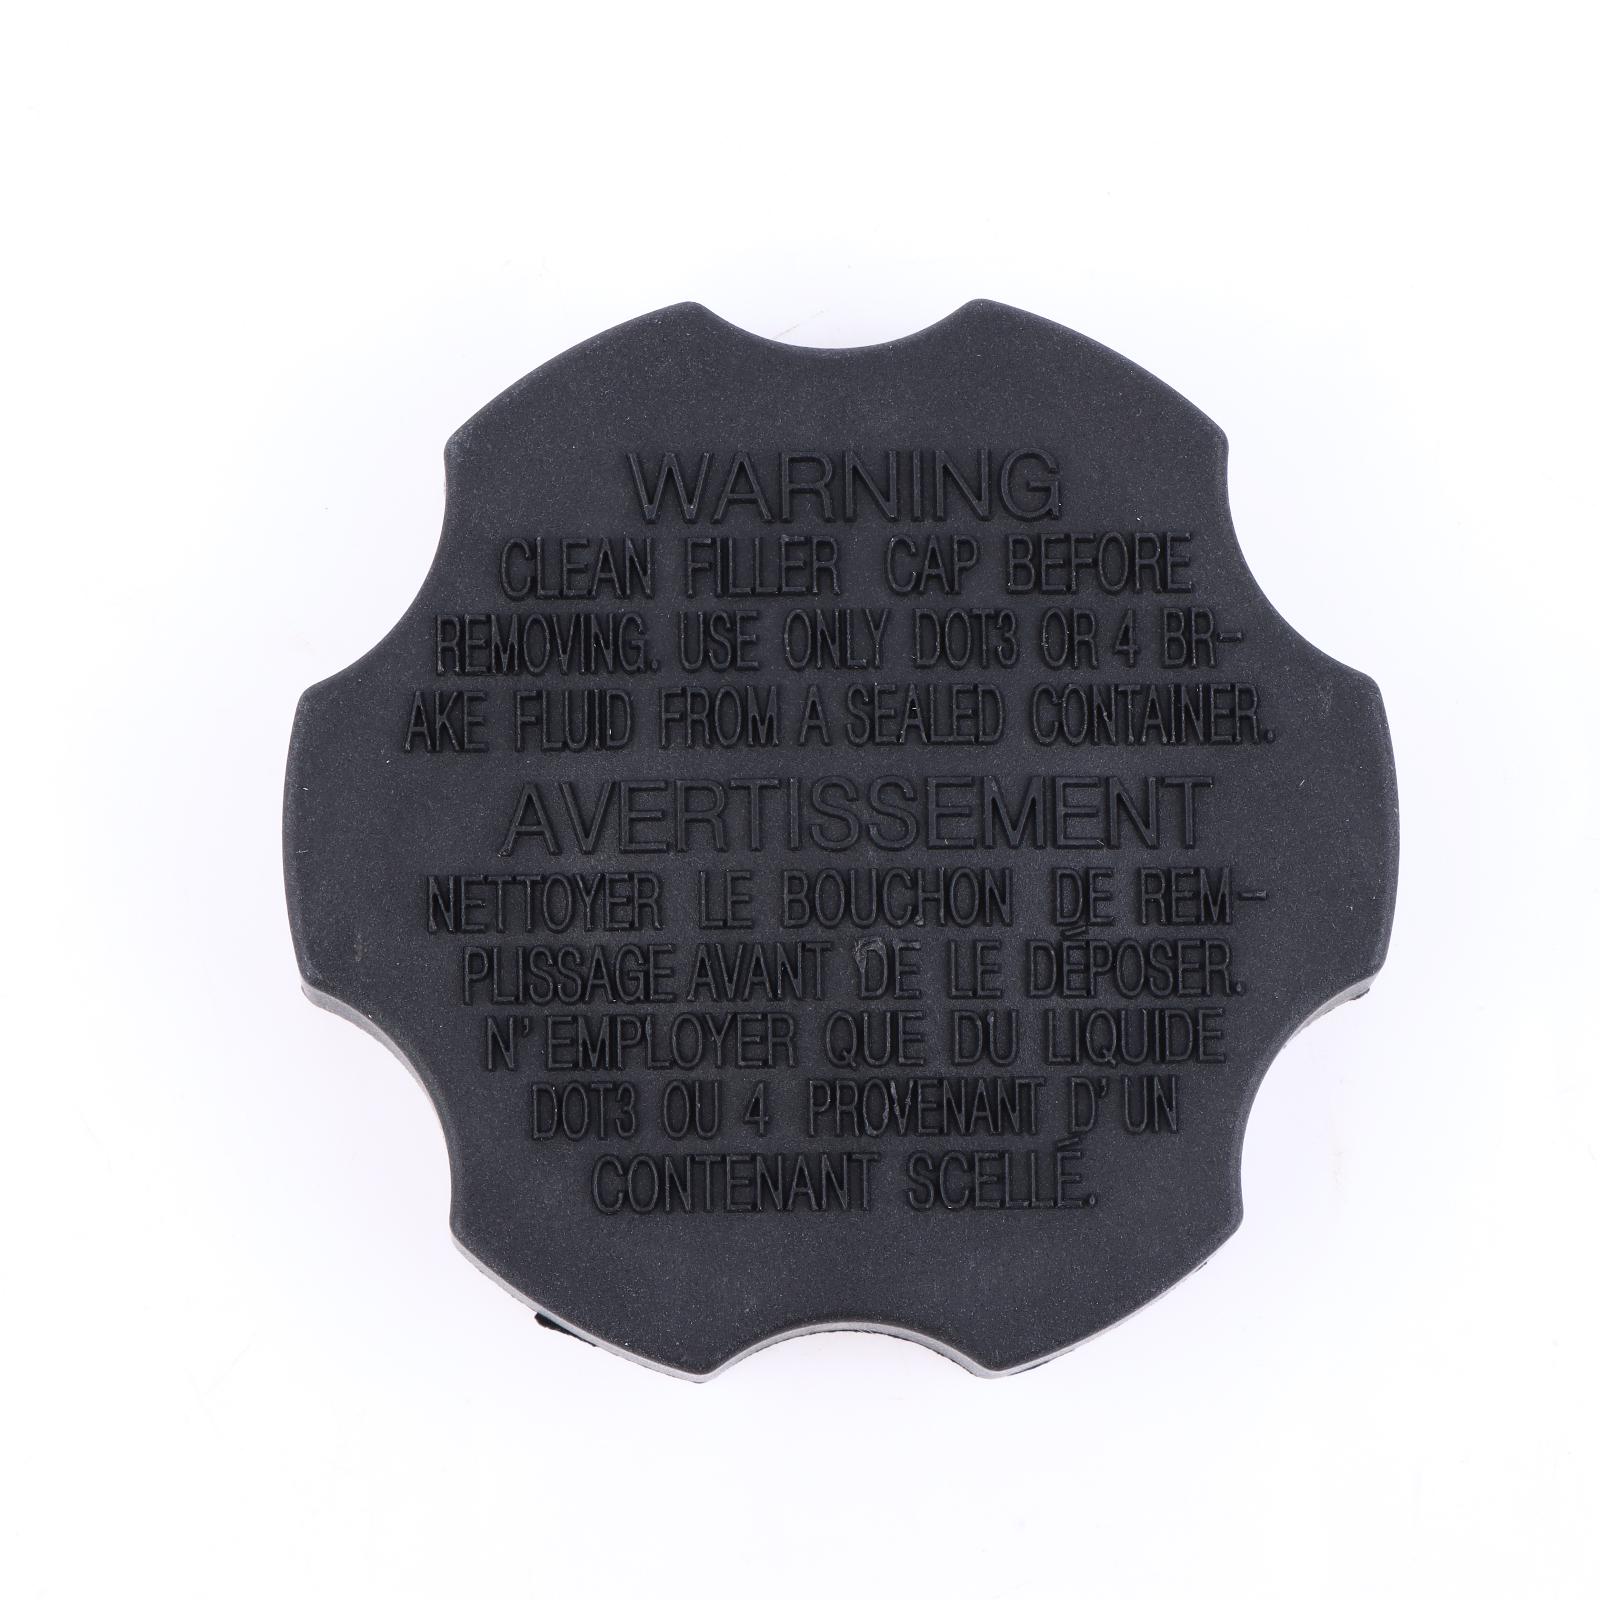 WARNING
CLEAN FILLER CAP BEFORE
REMOVING. USE ONLY DOT3 OR 4 BR-
AKE FLUID FROM A SEALED CONTAINER.
AVERTISSEMENT
NETTOYER LE BOUCHON DE REM-
PLISSAGE AVANT DE LE DÉPOSER.
N'EMPLOYER QUE DU LIQUIDE
DOT3 OU 4 PROVENANT D'UN
CONTENANT SCELLÉ.